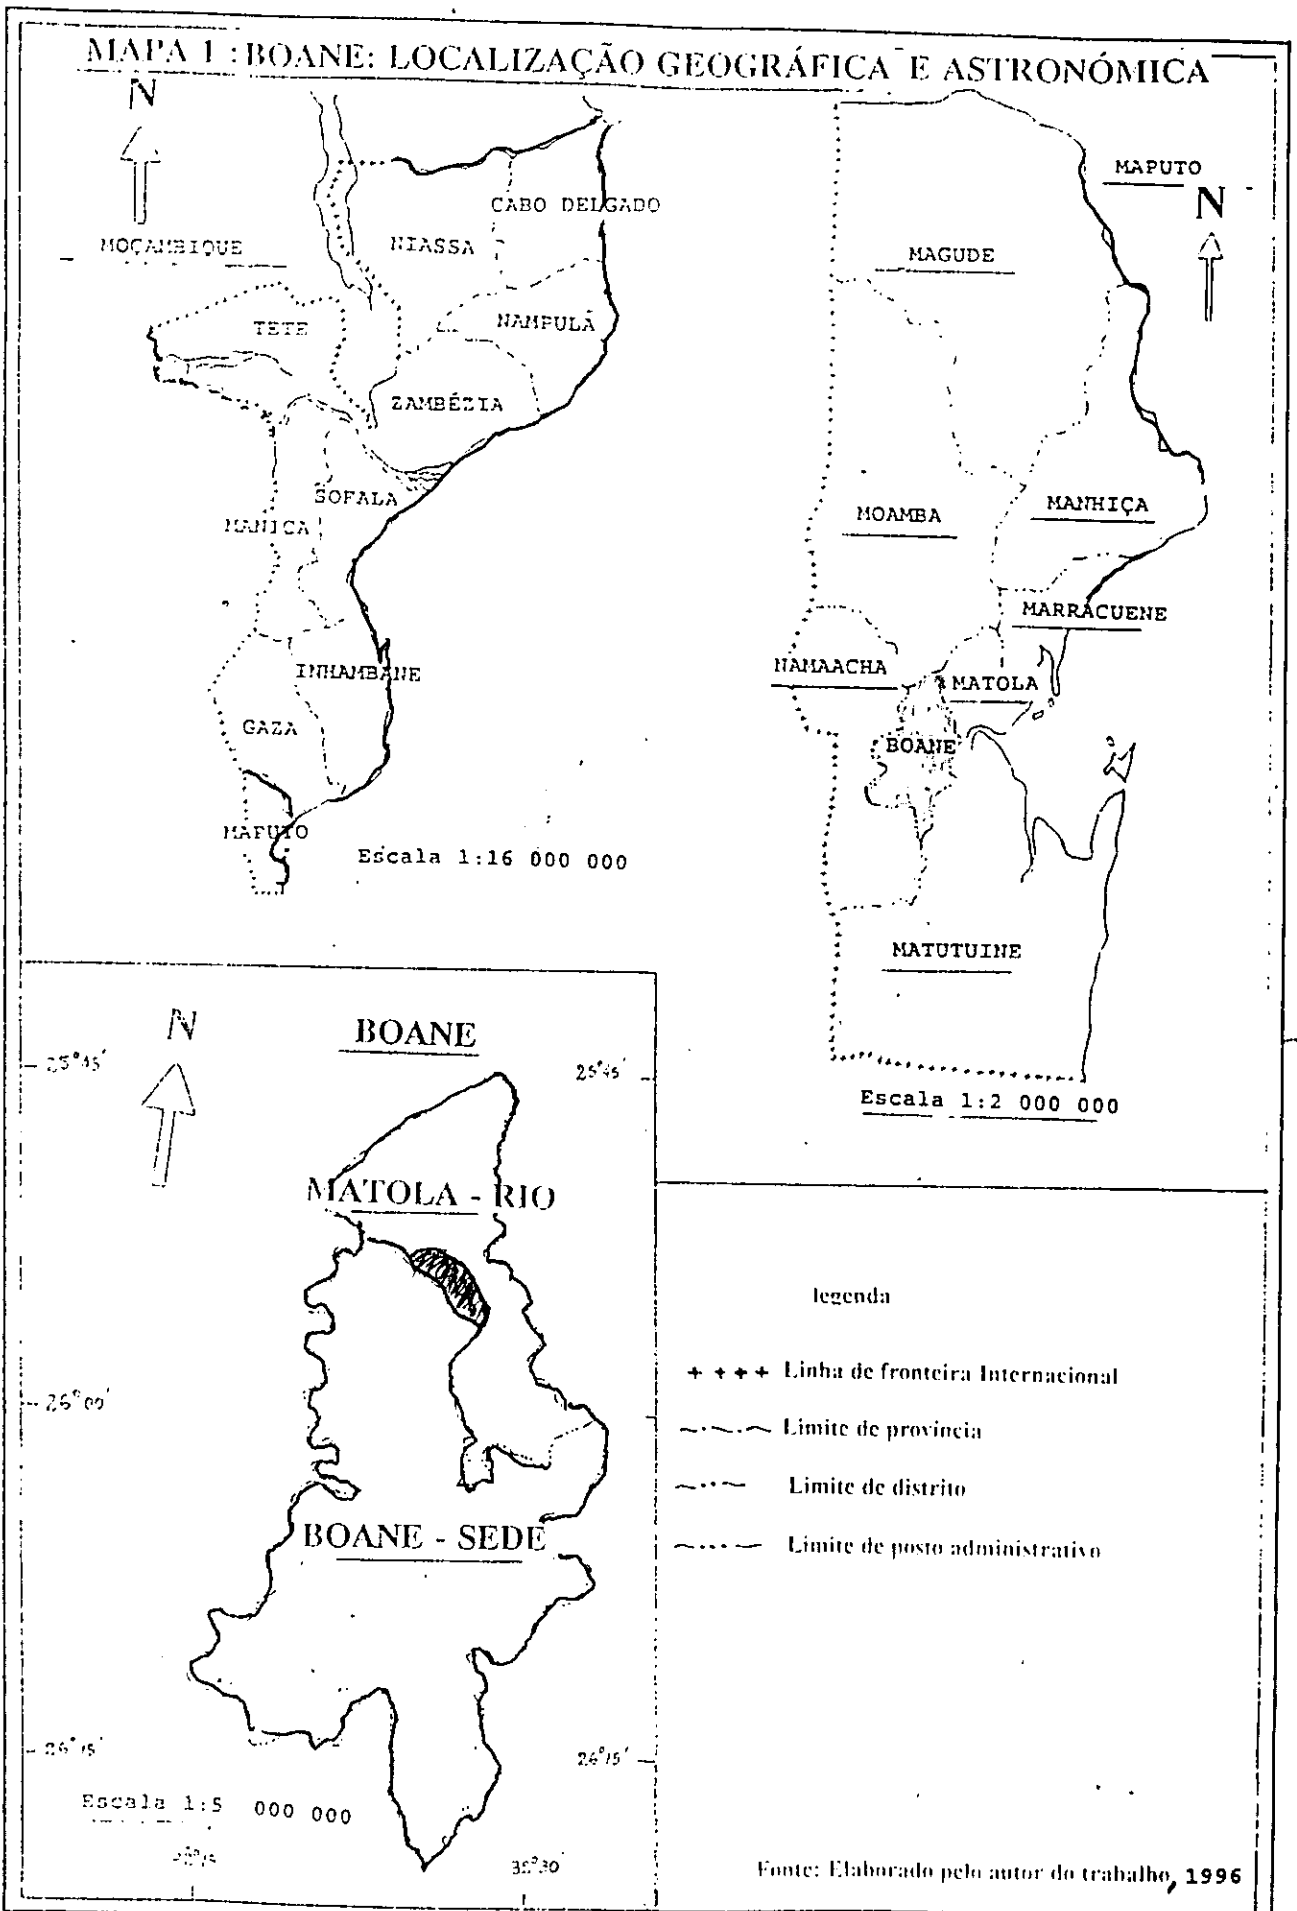 MAPA 1 : BOANE: LOCALIZAÇÃO GEOGRÁFICA E ASTRONÓMICA
N
MOÇAMBIQUE
CABO DELGADO
NIASSA
TETE
NAMPULÁ
ZAMBÉZIA
SOFALA
MANICA
INHAMBANE
GAZA
MAPUTO
Escala 1:16 000 000
MAPUTO
N
MAGUDE
MOAMBA
MANHIÇA
MARRACUENE
NAMAACHA
MATOLA
BOANE
MATUTUINE
Escala 1:2 000 000
N
BOANE
25°45'
25°45'
MATOLA - RIO
26°00'
BOANE - SEDE
26°15'
26°15'
Escala 1:5 000 000
legenda
++++ Linha de fronteira Internacional
Limite de província
Limite de distrito
Limite de posto administrativo
Fonte: Elaborado pelo autor do trabalho, 1996